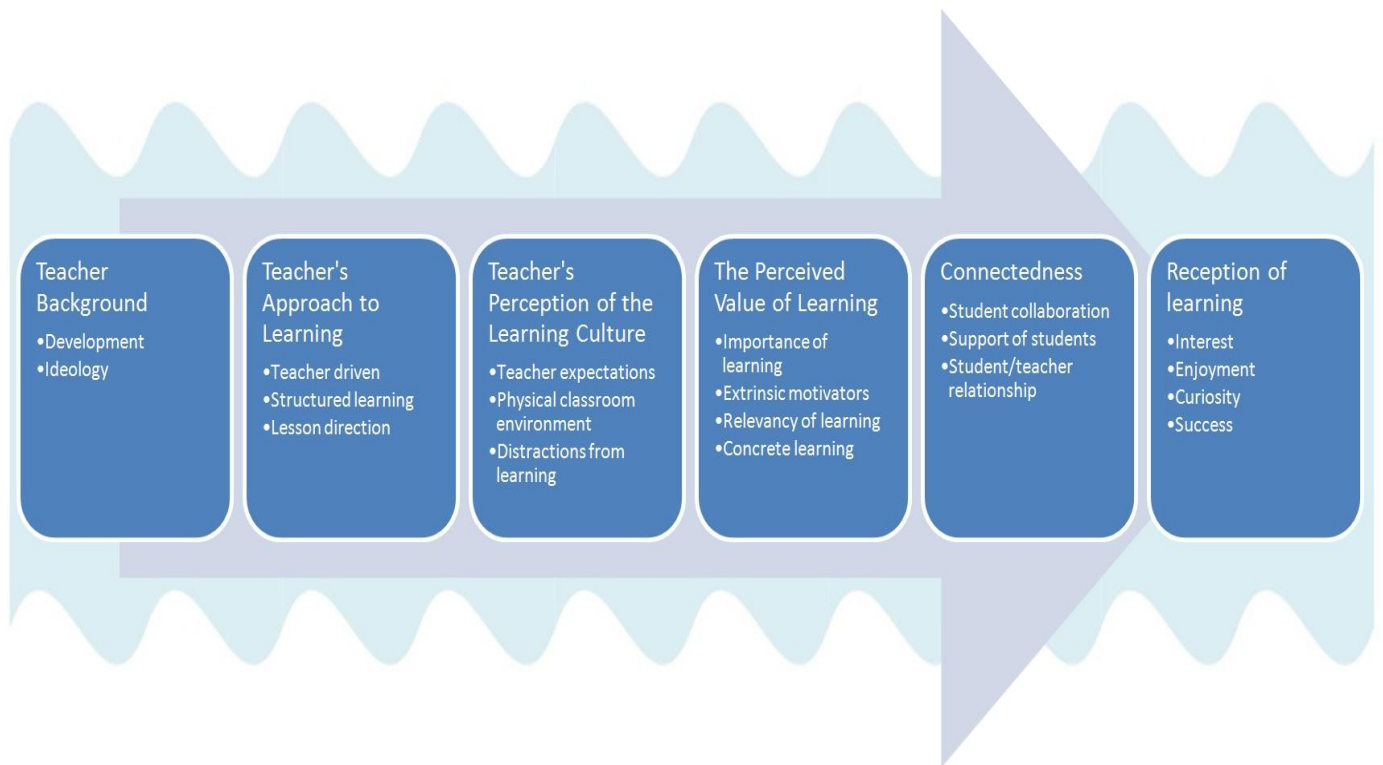 Teacher
Background
•Development
•Ideology
Teacher's
Approach to
Learning
•Teacher driven
•Structured learning
•Lesson direction
Teacher's
Perception of the
Learning Culture
•Teacher expectations
•Physical classroom
environment
•Distractions from
learning
The Perceived
Value of Learning
•Importance of
learning
•Extrinsic motivators
•Relevancy of learning
•Concrete learning
Connectedness
•Student collaboration
•Support of students
•Student/teacher
relationship
Reception of
learning
•Interest
•Enjoyment
•Curiosity
•Success